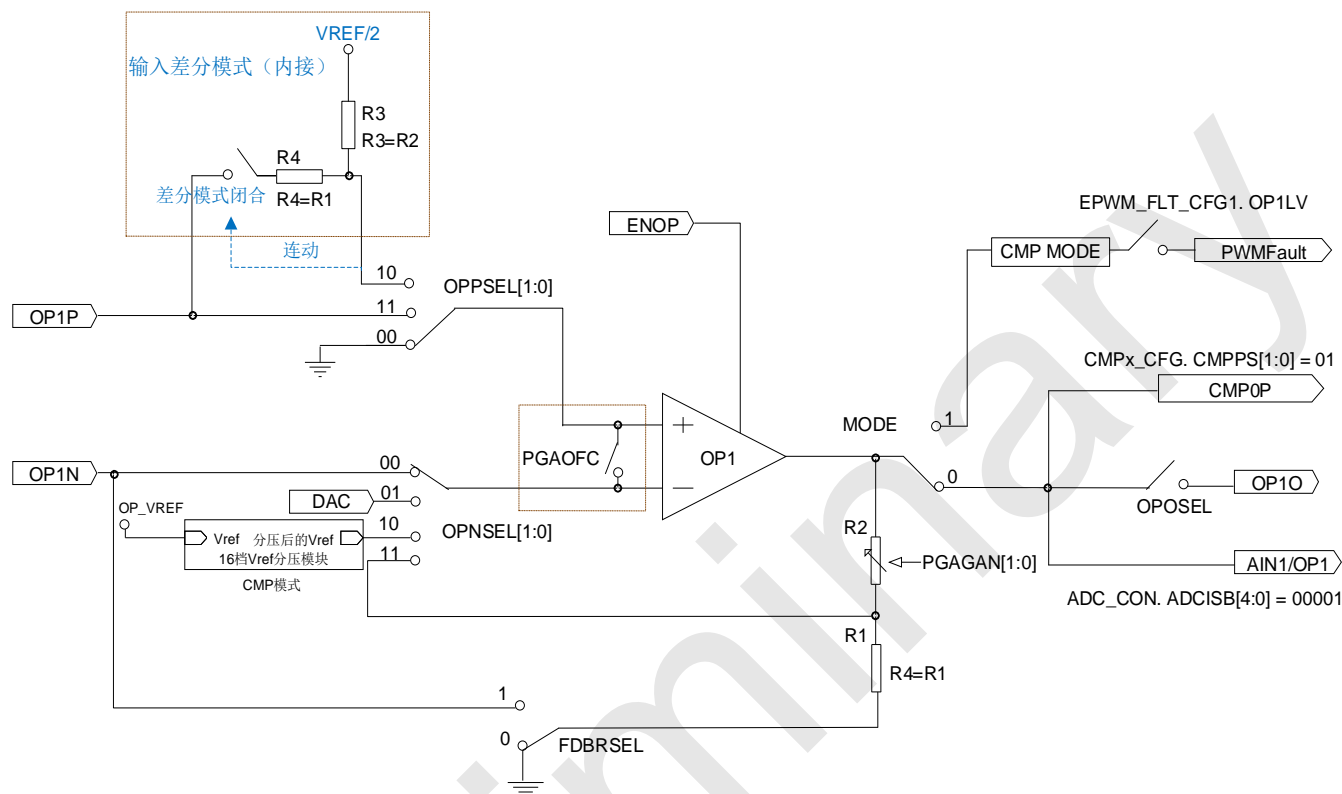 VREF/2
输入差分模式（内接）
R3
R3=R2
R4
R4=R1
差分模式闭合
连动
ENOP
EPWM_FLT_CFG1. OP1LV
CMP MODE
PWMFault
10
OPPSEL[1:0]
11
OP1P
00
CMPx_CFG. CMPPS[1:0] = 01
CMP0P
MODE
1
PGAOFC
+
OP1
−
0
OP1N
00
DAC
01
OPNSEL[1:0]
OP_VREF
Vref 分压后的Vref
16档Vref分压模块
CMP模式
10
11
OPOSEL
OP1O
R2
PGAGAN[1:0]
AIN1/OP1
ADC_CON. ADCISB[4:0] = 00001
R1
R4=R1
1
0
FDBRSEL